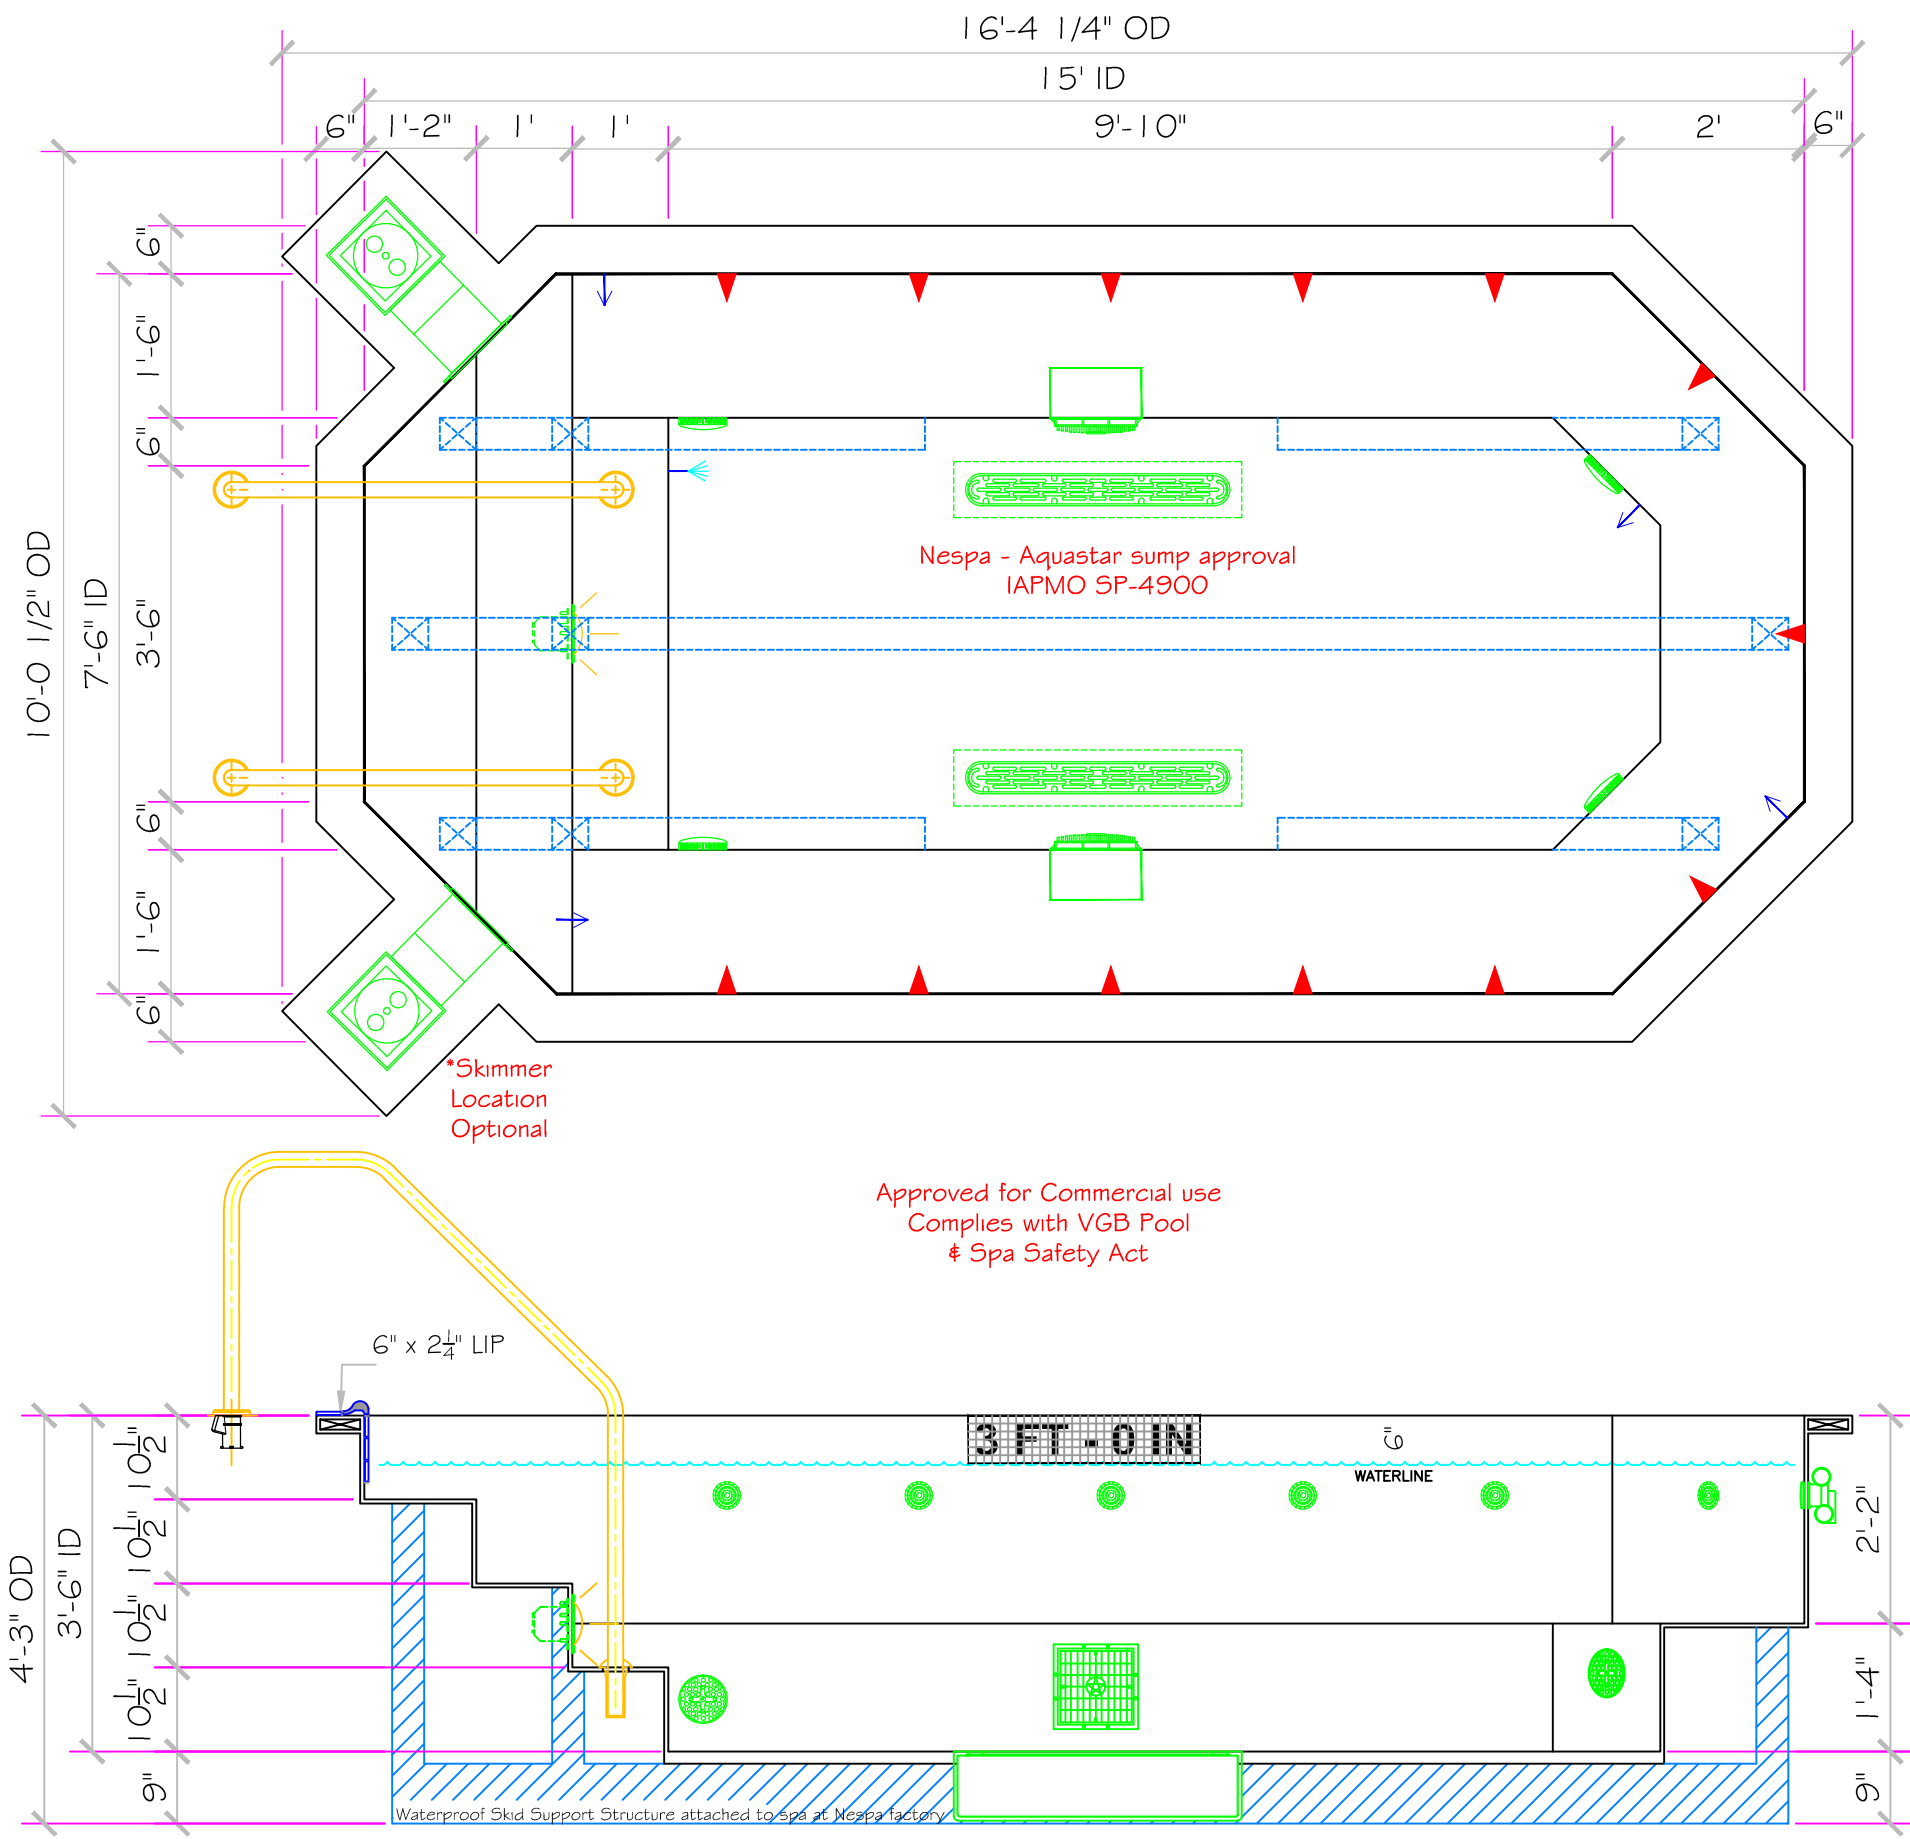 16'-4 1/4" OD
15' ID
6" 1'-2" 1' 1' 9'-10" 2' 6"
6"
1'-6"
6"
3'-6"
6"
1'-6"
6"
7'-6" ID
10'-0 1/2" OD
Nespa - Aquastar sump approval
IAPMO SP-4900
*Skimmer
Location
Optional
Approved for Commercial use
Complies with VGB Pool
& Spa Safety Act
6" x 2 1/4" LIP
3 FT - 0 IN
6"
WATERLINE
10 1/2"
10 1/2"
10 1/2"
10 1/2"
9"
3'-6" ID
4'-3" OD
2'-2"
1'-4"
9"
Waterproof Skid Support Structure attached to spa at Nespa factory